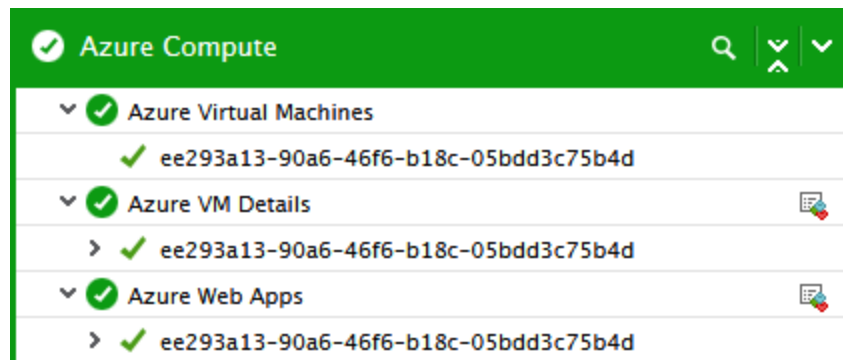 Azure Compute
Azure Virtual Machines
ee293a13-90a6-46f6-b18c-05bdd3c75b4d
Azure VM Details
ee293a13-90a6-46f6-b18c-05bdd3c75b4d
Azure Web Apps
ee293a13-90a6-46f6-b18c-05bdd3c75b4d